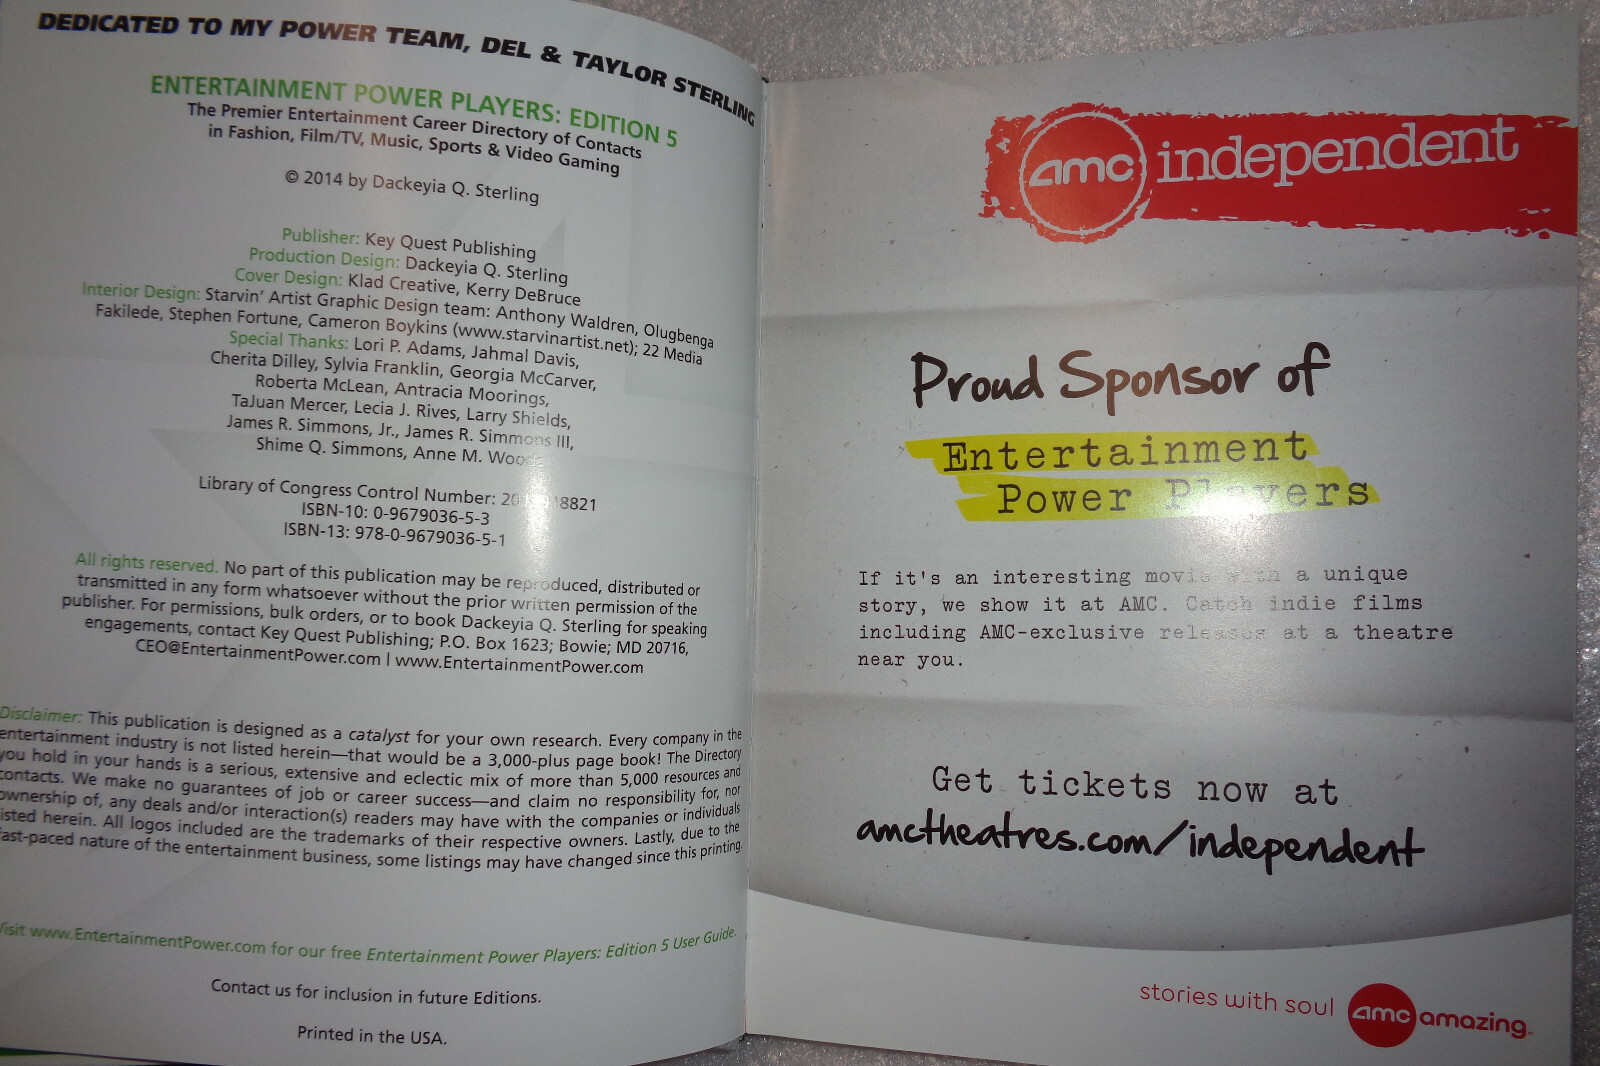 DEDICATED TO MY POWER TEAM, DEL & TAYLOR STERLING
ENTERTAINMENT POWER PLAYERS: EDITION 5
The Premier Entertainment Career Directory of Contacts
in Fashion, Film/TV, Music, Sports & Video Gaming
© 2014 by Dackeyia Q. Sterling
Publisher: Key Quest Publishing
Production Design: Dackeyia Q. Sterling
Cover Design: Klad Creative, Kerry DeBruce
Interior Design: Starvin' Artist Graphic Design team: Anthony Waldren, Olugbenga
Fakilede, Stephen Fortune, Cameron Boykins (www.starvinartist.net); 22 Media
Special Thanks: Lori P. Adams, Jahmal Davis,
Cherita Dilley, Sylvia Franklin, Georgia McCarver,
Roberta McLean, Antracia Moorings,
TaJuan Mercer, Lecia J. Rives, Larry Shields,
James R. Simmons, Jr., James R. Simmons III,
Shime Q. Simmons, Anne M.
Library of Congress Control Number:
ISBN-10: 0-9679036-5-3
ISBN-13: 978-0-9679036-5-1
All rights reserved. No part of this publication may be reproduced, distributed or
transmitted in any form whatsoever without the prior written permission of the
publisher. For permissions, bulk orders, or to book Dackeyia Q. Sterling for speaking
engagements, contact Key Quest Publishing; P.O. Box 1623; Bowie; MD 20716,
CEO@EntertainmentPower.com | www.EntertainmentPower.com
Disclaimer: This publication is designed as a catalyst for your own research. Every company in the
entertainment industry is not listed herein—that would be a 3,000-plus page book! The Directory
you hold in your hands is a serious, extensive and eclectic mix of more than 5,000 resources and
contacts. We make no guarantees of job or career success—and claim no responsibility for, nor
ownership of, any deals and/or interaction(s) readers may have with the companies or individuals
listed herein. All logos included are the trademarks of their respective owners. Lastly, due to the
fast-paced nature of the entertainment business, some listings may have changed since this printing.
Visit www.EntertainmentPower.com for our free Entertainment Power Players: Edition 5 User Guide.
Contact us for inclusion in future Editions.
Printed in the USA.
amc independent
Proud Sponsor of
Entertainment
Power Players
If it's an interesting movie with a unique
story, we show it at AMC. Catch indie films
including AMC-exclusive releases at a theatre
near you.
Get tickets now at
amctheatres.com/independent
stories with soul amc amazing™